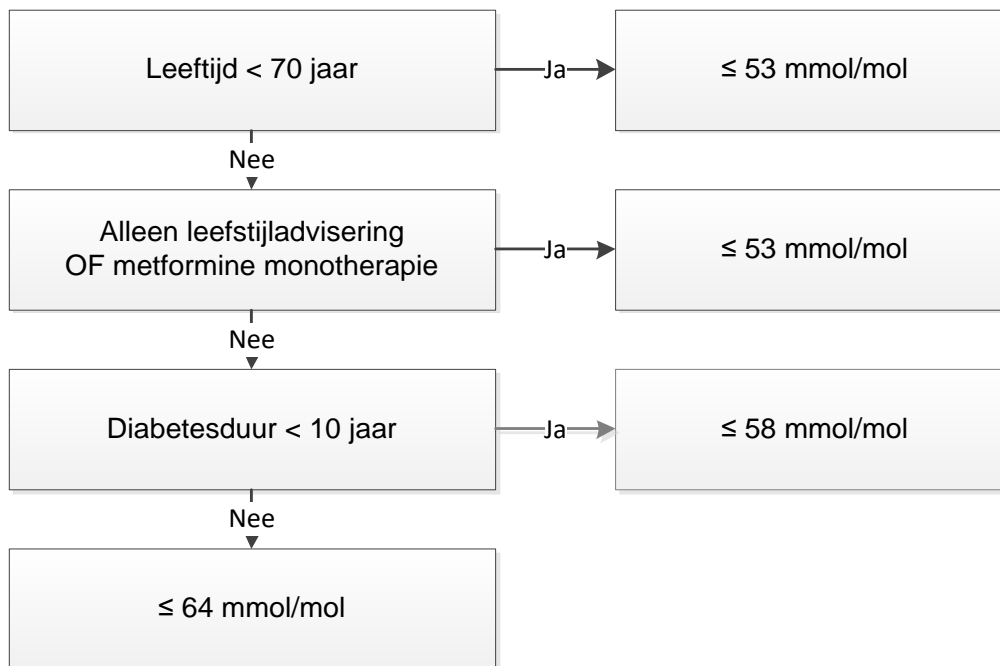 Leeftijd < 70 jaar
Ja
≤ 53 mmol/mol
Nee
Alleen leefstijladvisering
OF metformine monotherapie
Ja
≤ 53 mmol/mol
Nee
Diabetesduur < 10 jaar
Ja
≤ 58 mmol/mol
Nee
≤ 64 mmol/mol